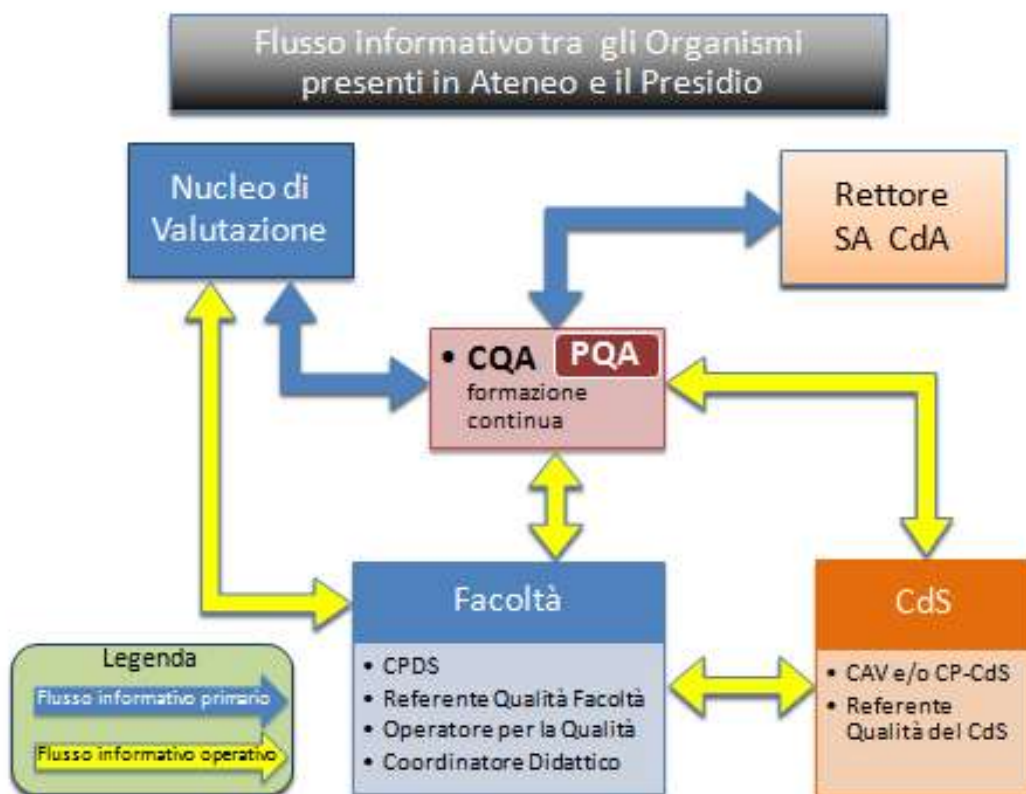 Flusso informativo tra gli Organismi
presenti in Ateneo e il Presidio
Nucleo di
Valutazione
Rettore
SA CdA
• CQA PQA
formazione
continua
Facoltà
• CPDS
• Referente Qualità Facoltà
• Operatore per la Qualità
• Coordinatore Didattico
CdS
• CAV e/o CP-CdS
• Referente
Qualità del CdS
Legenda
Flusso informativo primario
Flusso informativo operativo